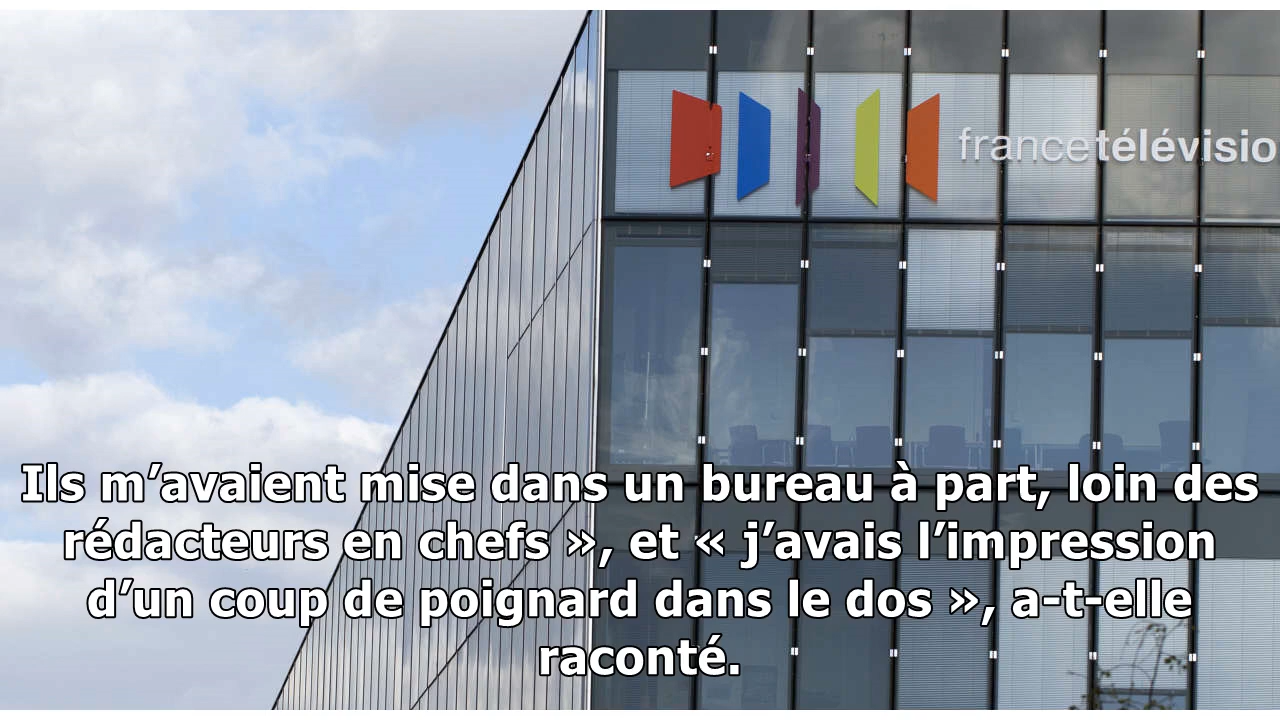 francetélévisio
Ils m’avaient mise dans un bureau à part, loin des
rédacteurs en chefs », et « j’avais l’impression
d’un coup de poignard dans le dos », a-t-elle
raconté.